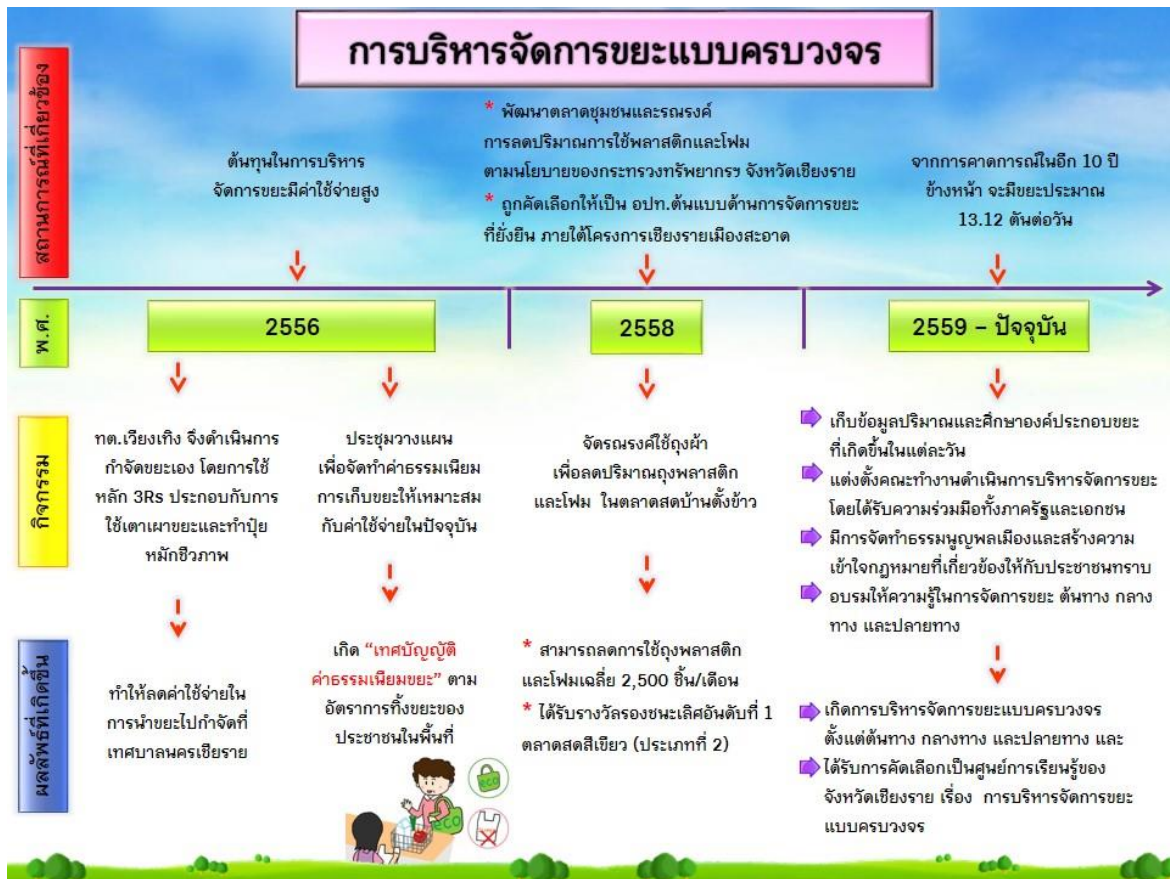 การบริหารจัดการขยะแบบครบวงจร
สถานการณ์ที่เกี่ยวข้อง
ต้นทุนในการบริหาร
จัดการขยะมีค่าใช้จ่ายสูง
* พัฒนาตลาดชุมชนและรณรงค์
การลดปริมาณการใช้พลาสติกและโฟม
ตามนโยบายของกระทรวงทรัพยากรฯ จังหวัดเชียงราย
* ถูกคัดเลือกให้เป็น อปท.ต้นแบบด้านการจัดการขยะ
ที่ยั่งยืน ภายใต้โครงการเชียงรายเมืองสะอาด
จากการคาดการณ์ในอีก 10 ปี
ข้างหน้า จะมีขยะประมาณ
13.12 ตันต่อวัน
พ.ศ.
2556
2558
2559 – ปัจจุบัน
กิจกรรม
ทต.เวียงเทิง จึงดำเนินการ
กำจัดขยะเอง โดยการใช้
หลัก 3Rs ประกอบกับการ
ใช้เตาเผาขยะและทำปุ๋ย
หมักชีวภาพ
ประชุมวางแผน
เพื่อจัดทำค่าธรรมเนียม
การเก็บขยะให้เหมาะสม
กับค่าใช้จ่ายในปัจจุบัน
จัดรณรงค์ใช้ถุงผ้า
เพื่อลดปริมาณถุงพลาสติก
และโฟม ในตลาดสดบ้านตั้งข้าว
เก็บข้อมูลปริมาณและศึกษาองค์ประกอบขยะ
ที่เกิดขึ้นในแต่ละวัน
แต่งตั้งคณะทำงานดำเนินการบริหารจัดการขยะ
โดยได้รับความร่วมมือทั้งภาครัฐและเอกชน
มีการจัดทำธรรมนูญพลเมืองและสร้างความ
เข้าใจกฎหมายที่เกี่ยวข้องให้กับประชาชนทราบ
อบรมให้ความรู้ในการจัดการขยะ ต้นทาง กลาง
ทาง และปลายทาง
ผลลัพธ์ที่เกิดขึ้น
ทำให้ลดค่าใช้จ่ายใน
การนำขยะไปกำจัดที่
เทศบาลนครเชียราย
เกิด “เทศบัญญัติ
ค่าธรรมเนียมขยะ” ตาม
อัตราการทิ้งขยะของ
ประชาชนในพื้นที่
* สามารถลดการใช้ถุงพลาสติก
และโฟมเฉลี่ย 2,500 ชิ้น/เดือน
* ได้รับรางวัลรองชนะเลิศอันดับที่ 1
ตลาดสดสีเขียว (ประเภทที่ 2)
เกิดการบริหารจัดการขยะแบบครบวงจร
ตั้งแต่ต้นทาง กลางทาง และปลายทาง และ
ได้รับการคัดเลือกเป็นศูนย์การเรียนรู้ของ
จังหวัดเชียงราย เรื่อง การบริหารจัดการขยะ
แบบครบวงจร
eco
eco